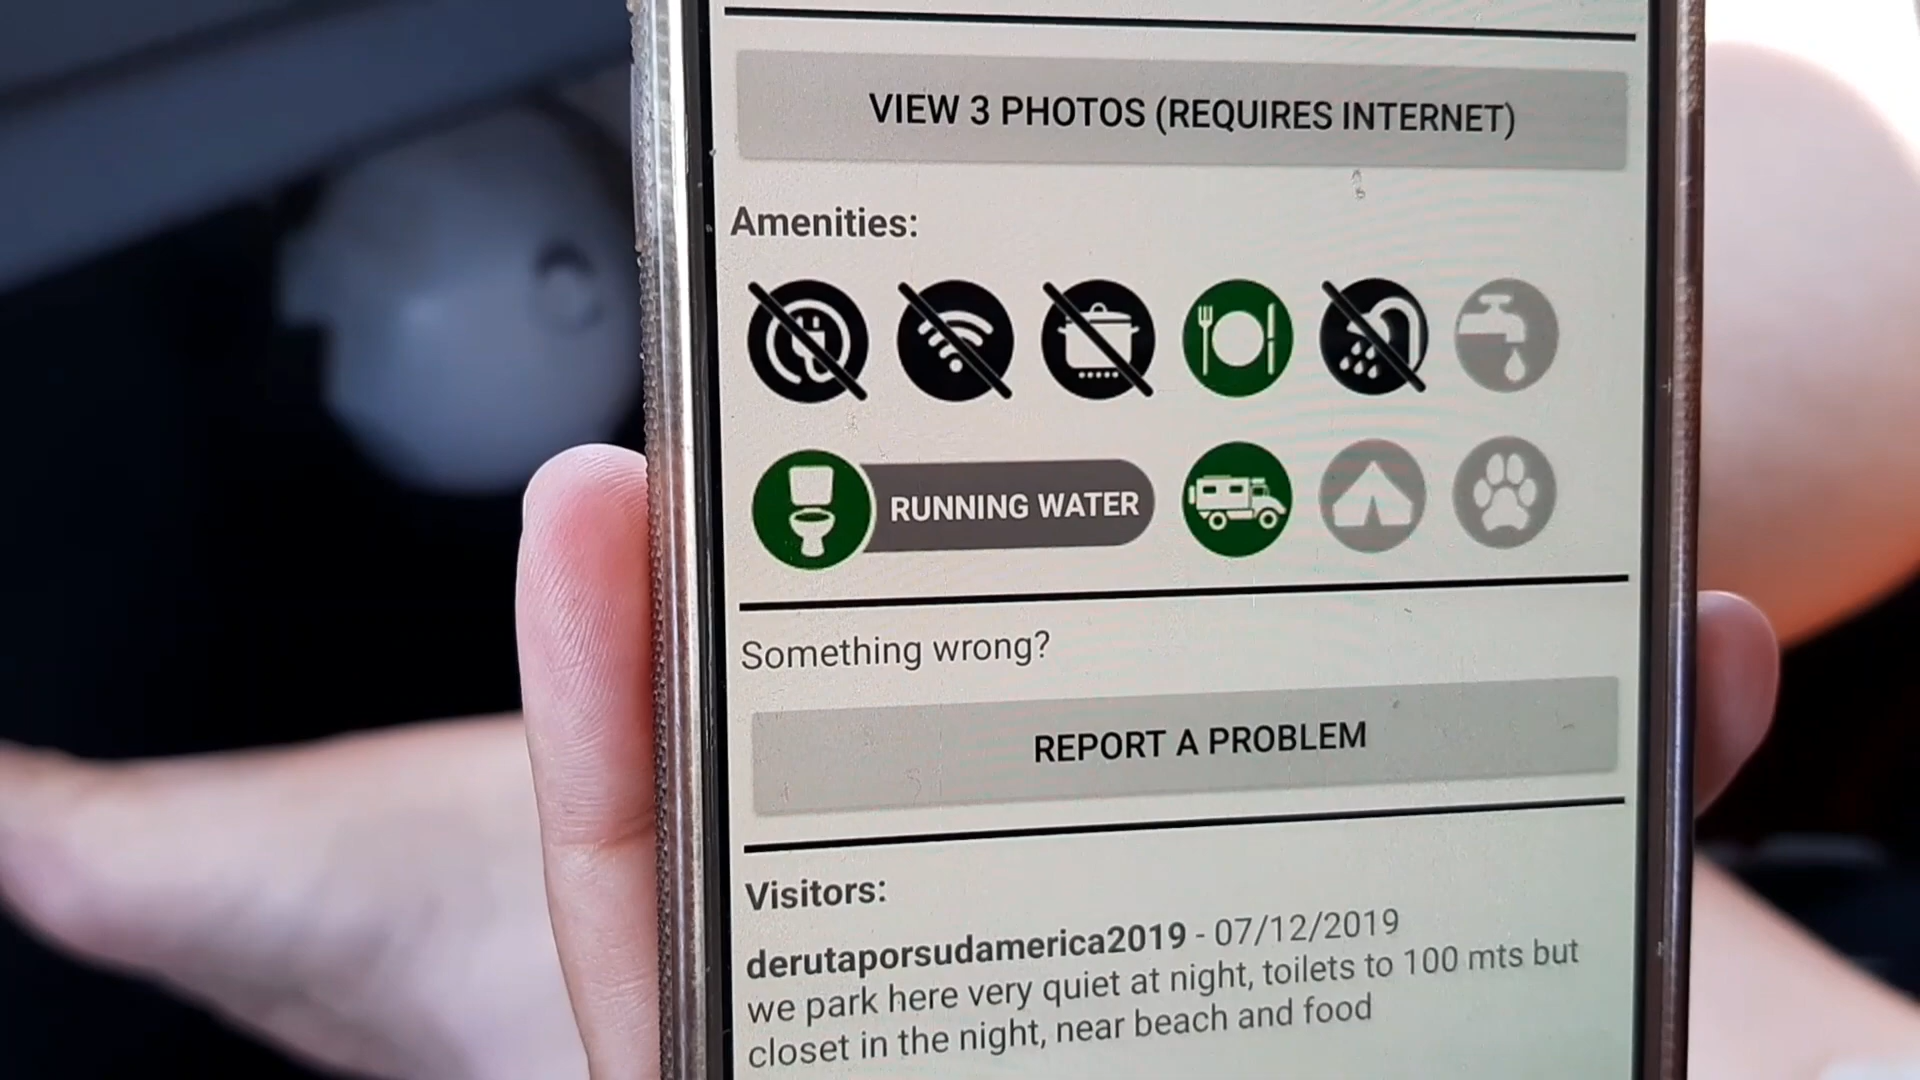 VIEW 3 PHOTOS (REQUIRES INTERNET)
Amenities:
RUNNING WATER
Something wrong?
REPORT A PROBLEM
Visitors:
derutaporsudamerica2019 - 07/12/2019
we park here very quiet at night, toilets to 100 mts but
closet in the night, near beach and food